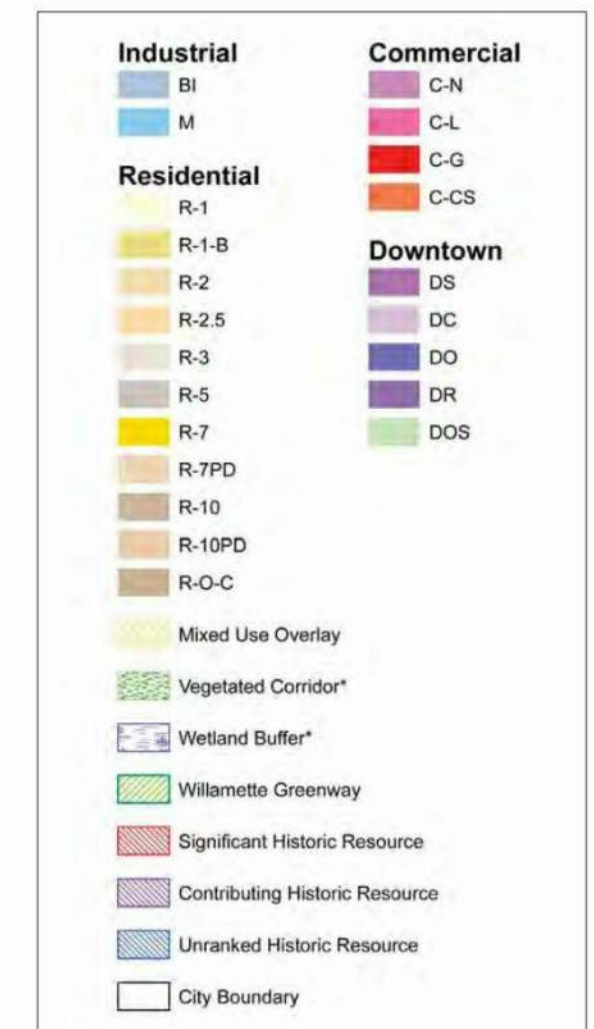 Industrial
BI
M
Residential
R-1
R-1-B
R-2
R-2.5
R-3
R-5
R-7
R-7PD
R-10
R-10PD
R-O-C
Mixed Use Overlay
Vegetated Corridor*
Wetland Buffer*
Willamette Greenway
Significant Historic Resource
Contributing Historic Resource
Unranked Historic Resource
City Boundary
Commercial
C-N
C-L
C-G
C-CS
Downtown
DS
DC
DO
DR
DOS